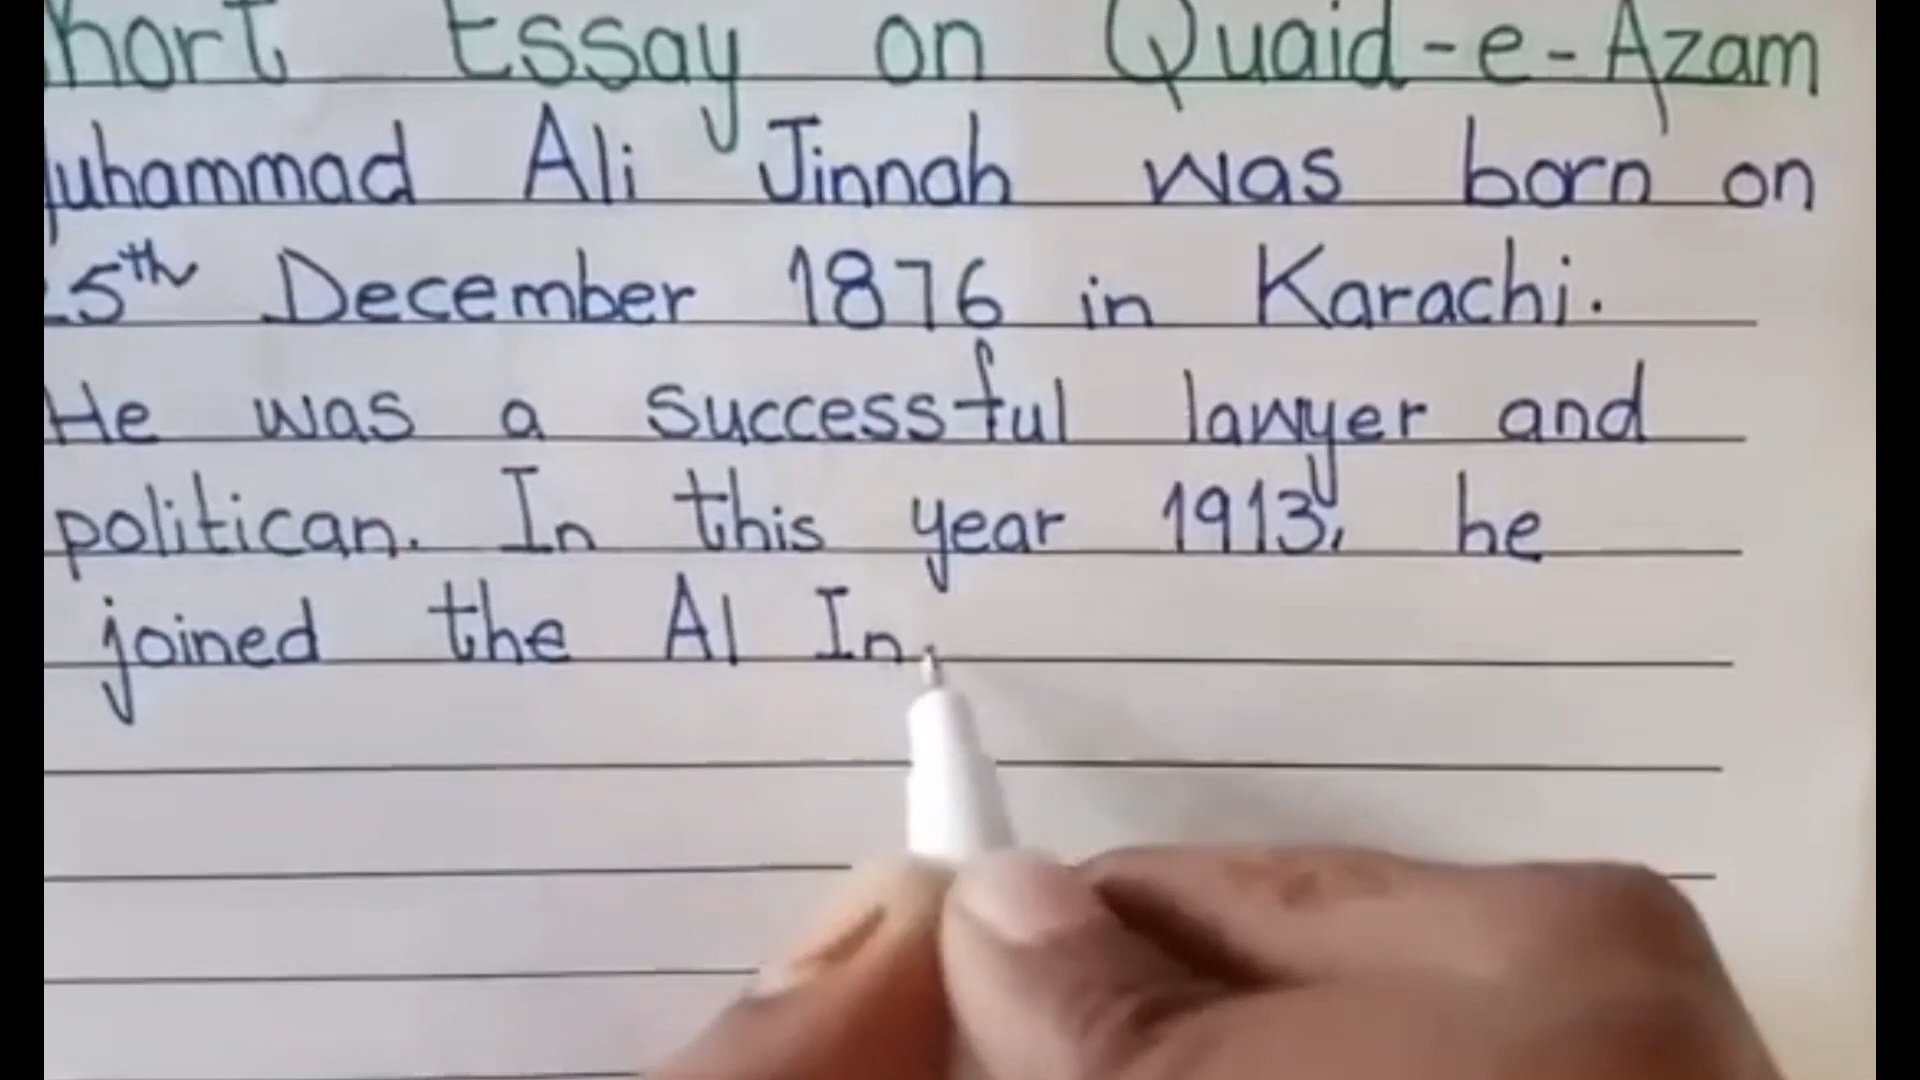 hort Essay on Quaid-e-Azam
uhammad Ali Jinnah was born on
5th December 1876 in Karachi.
He was a successful lawyer and
politican. In this year 1913, he
joined the Al In